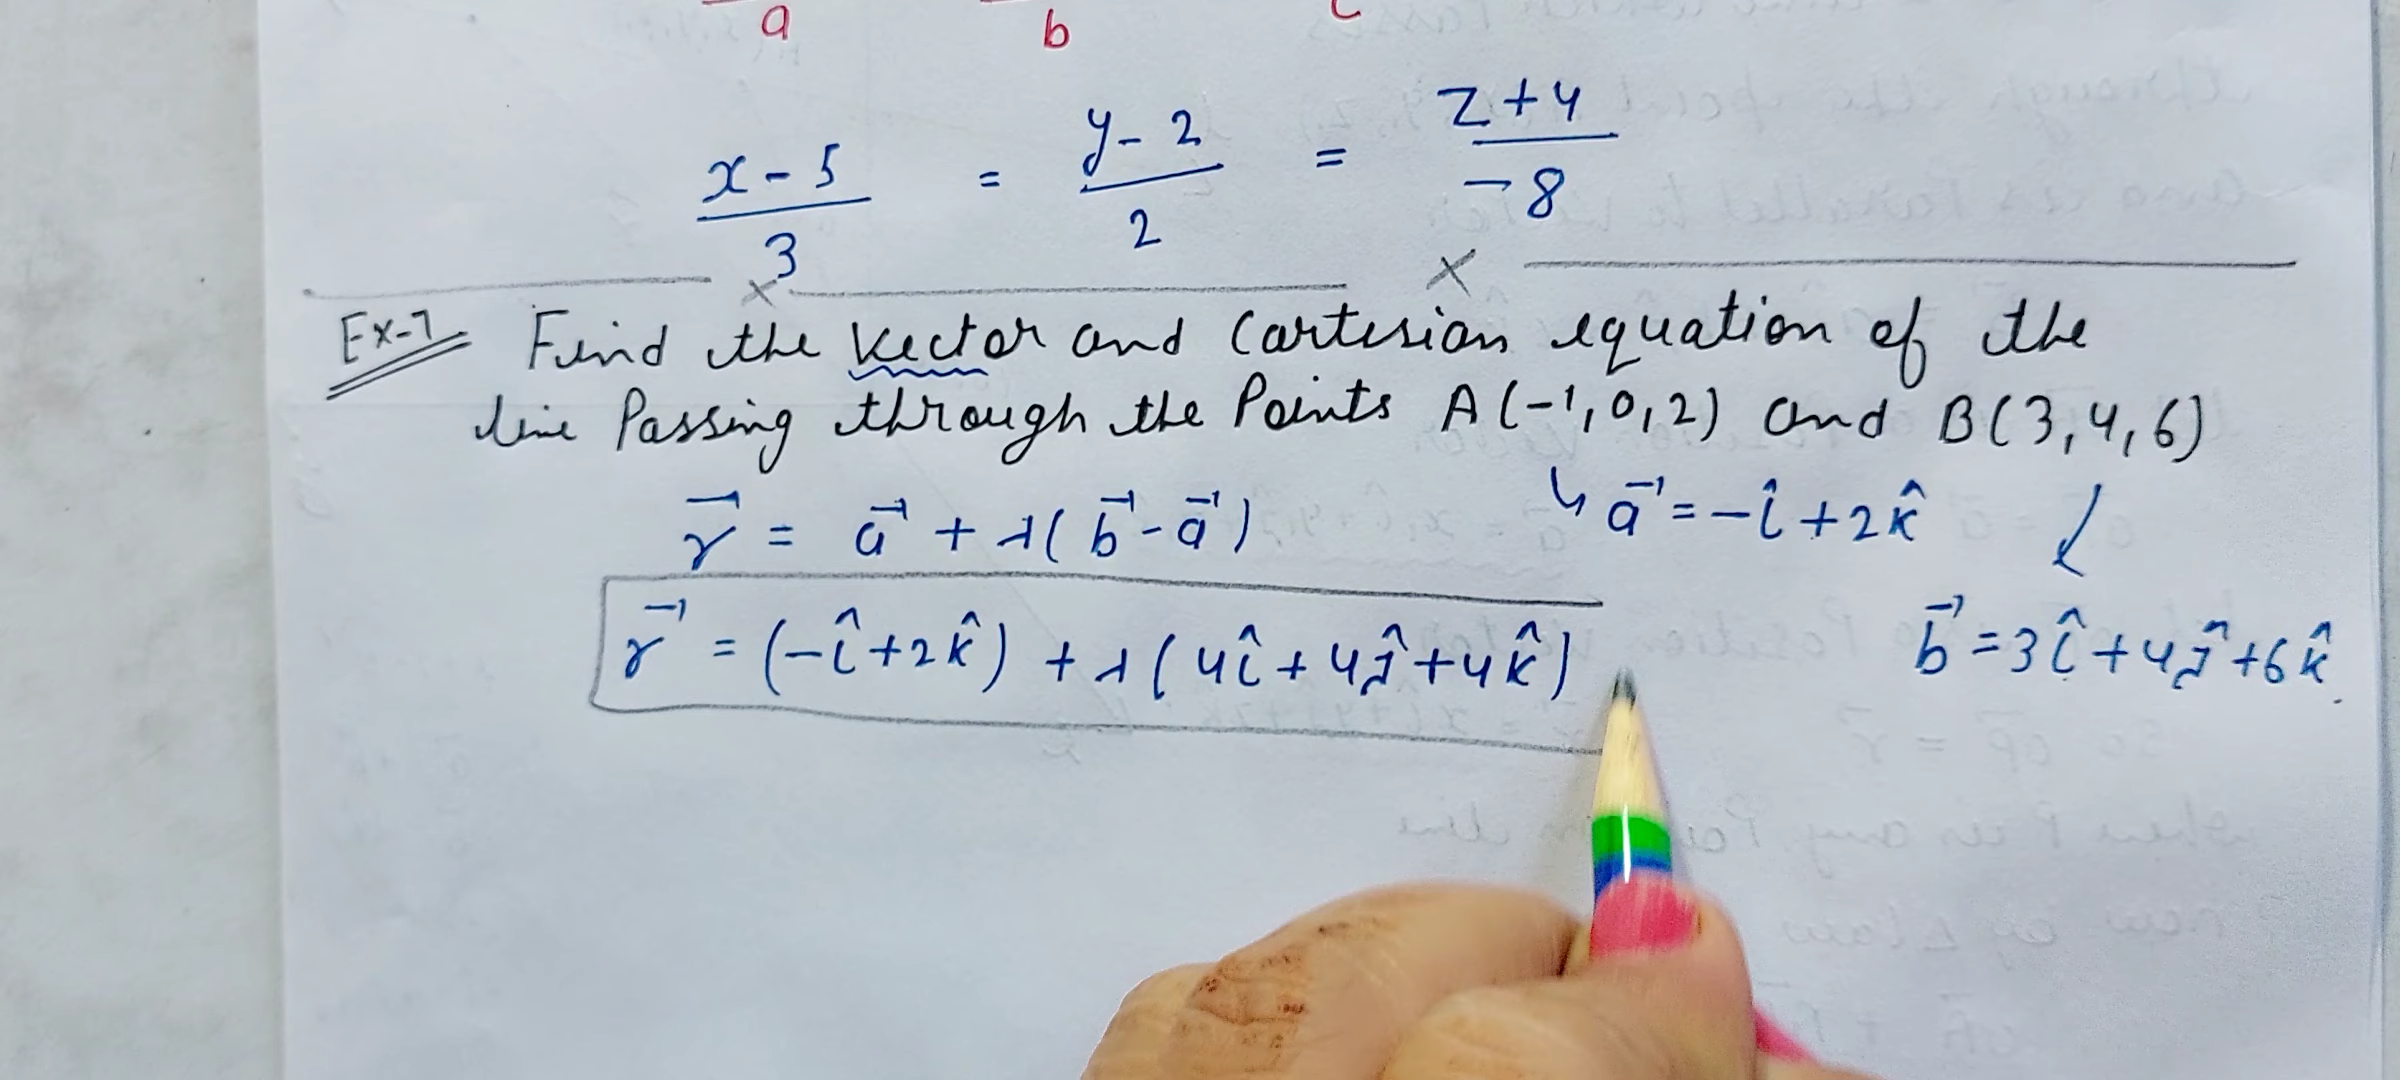 a b c
x-5/3 = y-2/2 = z+4/-8
Ex-7 Find the vector and Cartesian equation of the
line Passing through the Points A(-1,0,2) and B(3,4,6)
r⃗ = a⃗ + λ(b⃗-a⃗) ↳ a⃗ = -î+2k̂
r⃗ = (-î+2k̂) + λ(4î+4ĵ+4k̂) b⃗ = 3î+4ĵ+6k̂.